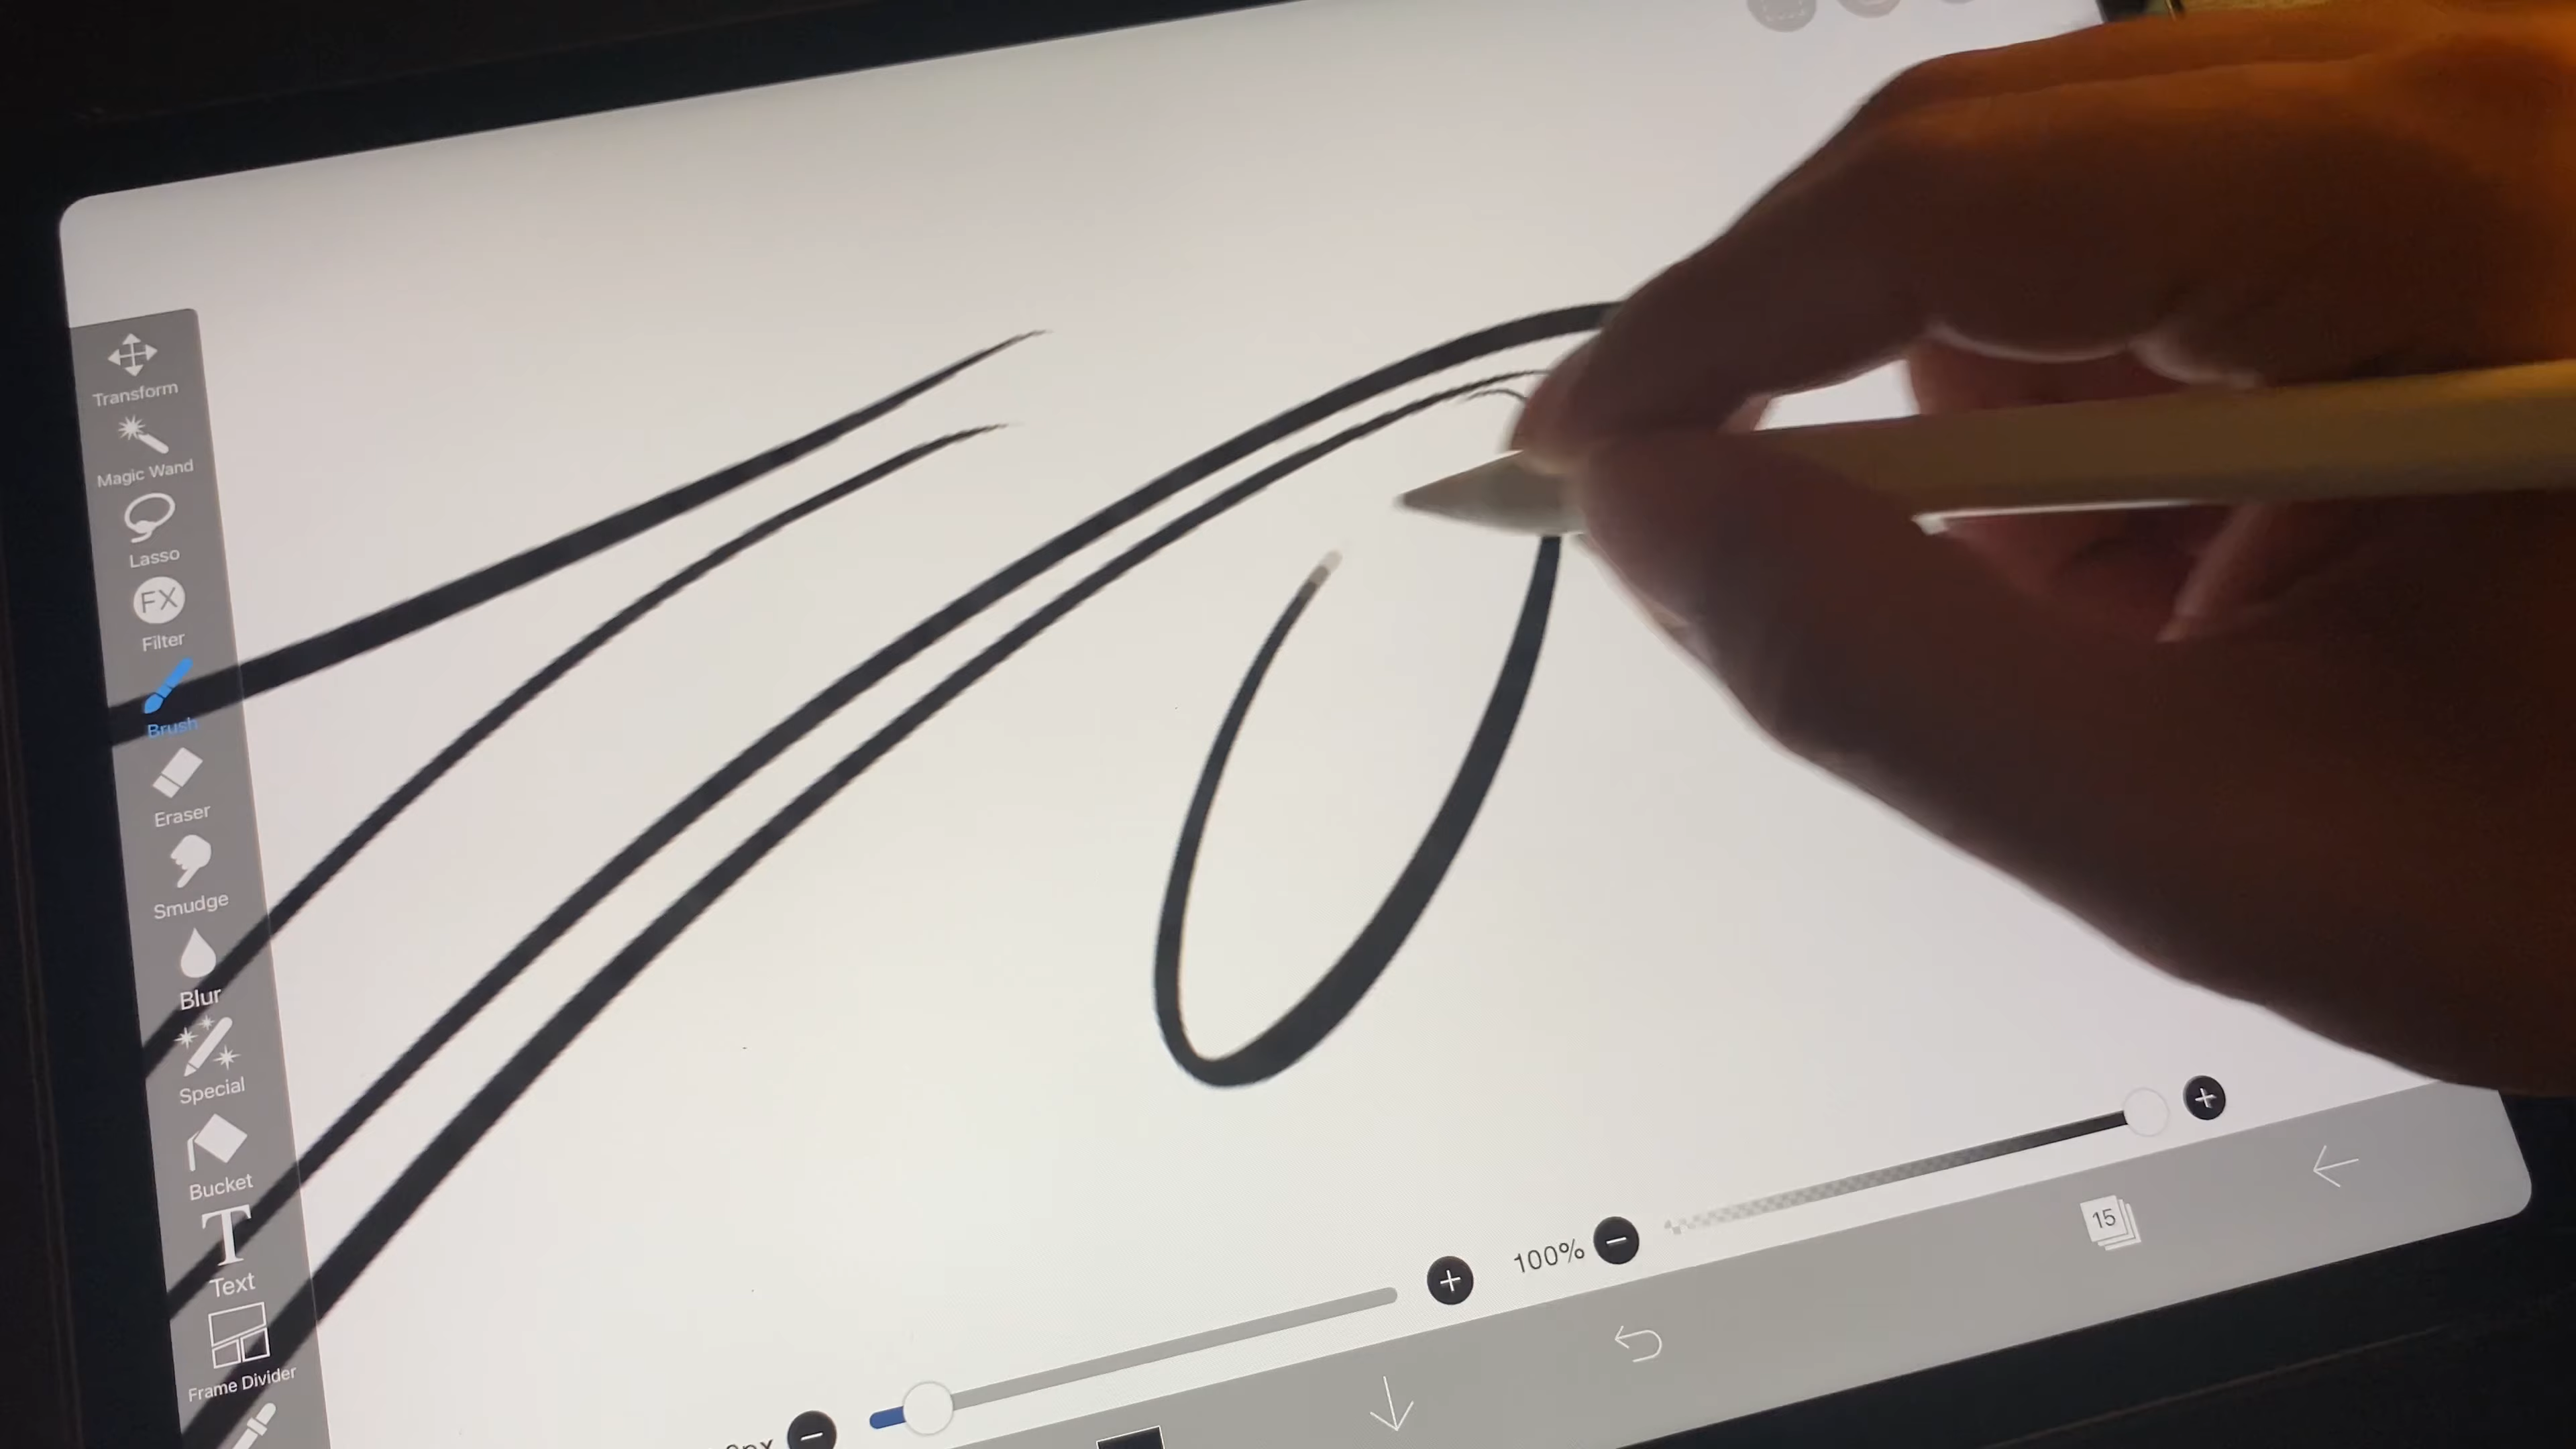 Transform
Magic Wand
Lasso
FX
Filter
Brush
Eraser
Smudge
Blur
Special
Bucket
T
Text
Frame Divider
100%
15